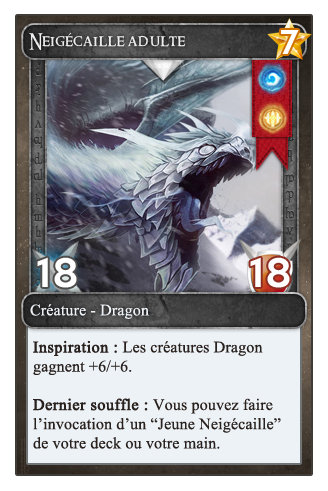 NEIGÉCAILLE ADULTE
7
18
18
Créature - Dragon
Inspiration : Les créatures Dragon
gagnent +6/+6.
Dernier souffle : Vous pouvez faire
l’invocation d’un “Jeune Neigécaille”
de votre deck ou votre main.